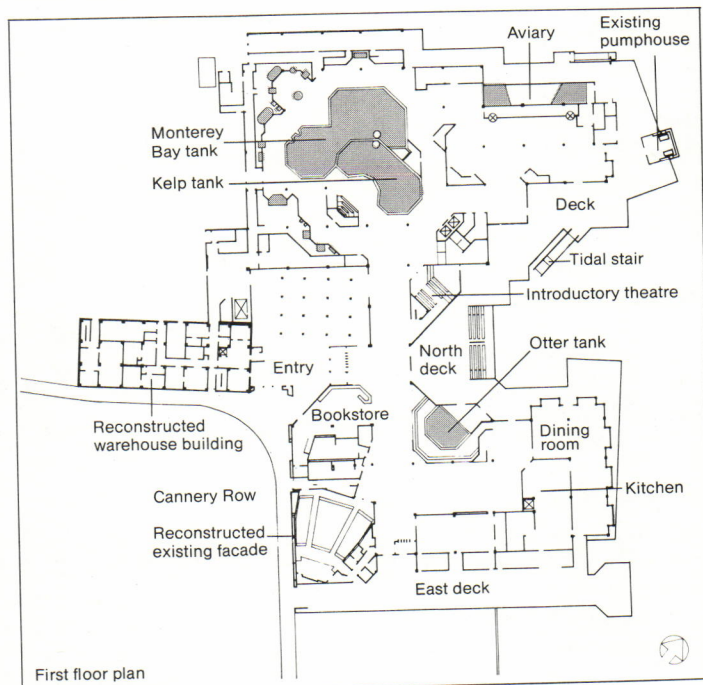 Aviary
Existing
pumphouse
Monterey
Bay tank
Kelp tank
Deck
Tidal stair
Introductory theatre
North
deck
Otter tank
Entry
Bookstore
Dining
room
Reconstructed
warehouse building
Kitchen
Cannery Row
Reconstructed
existing facade
East deck
First floor plan